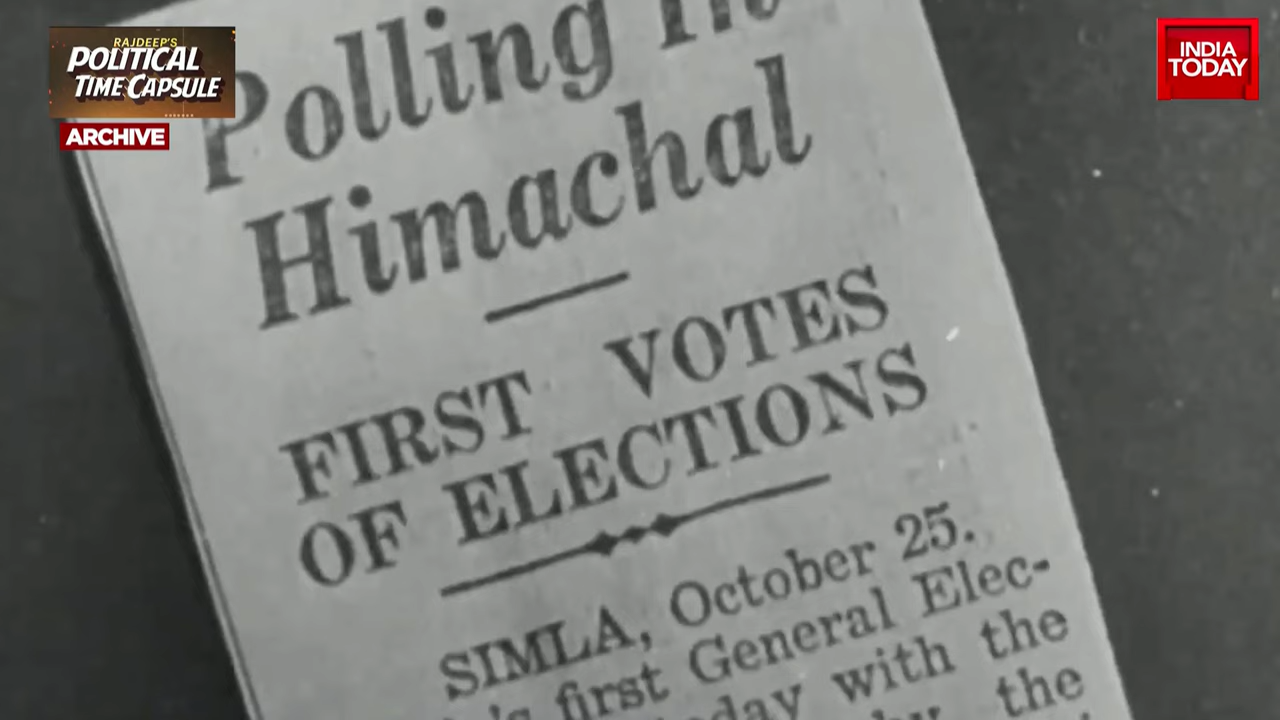 RAJDEEP'S
POLITICAL
TIME CAPSULE
ARCHIVE
INDIA
TODAY
Polling In
Himachal
FIRST VOTES
OF ELECTIONS
SIMLA, October 25.
first General Elec-
with the
the